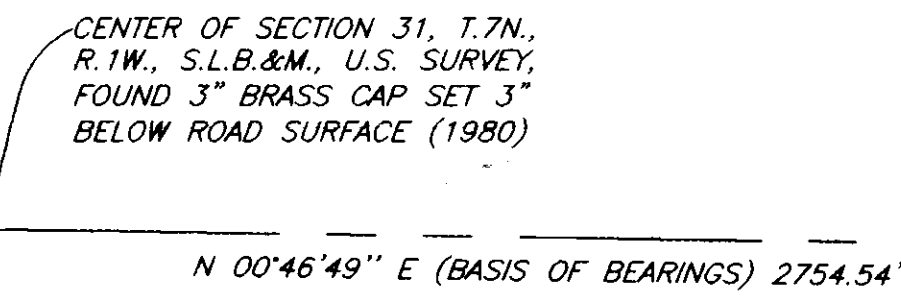 CENTER OF SECTION 31, T.7N.,
R.1W., S.L.B.&M., U.S. SURVEY,
FOUND 3" BRASS CAP SET 3"
BELOW ROAD SURFACE (1980)
N 00°46'49" E (BASIS OF BEARINGS) 2754.54'